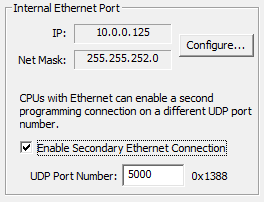 Internal Ethernet Port
IP: 10.0.0.125
Configure...
Net Mask: 255.255.252.0
CPUs with Ethernet can enable a second
programming connection on a different UDP port
number.
Enable Secondary Ethernet Connection
UDP Port Number: 5000 0x1388